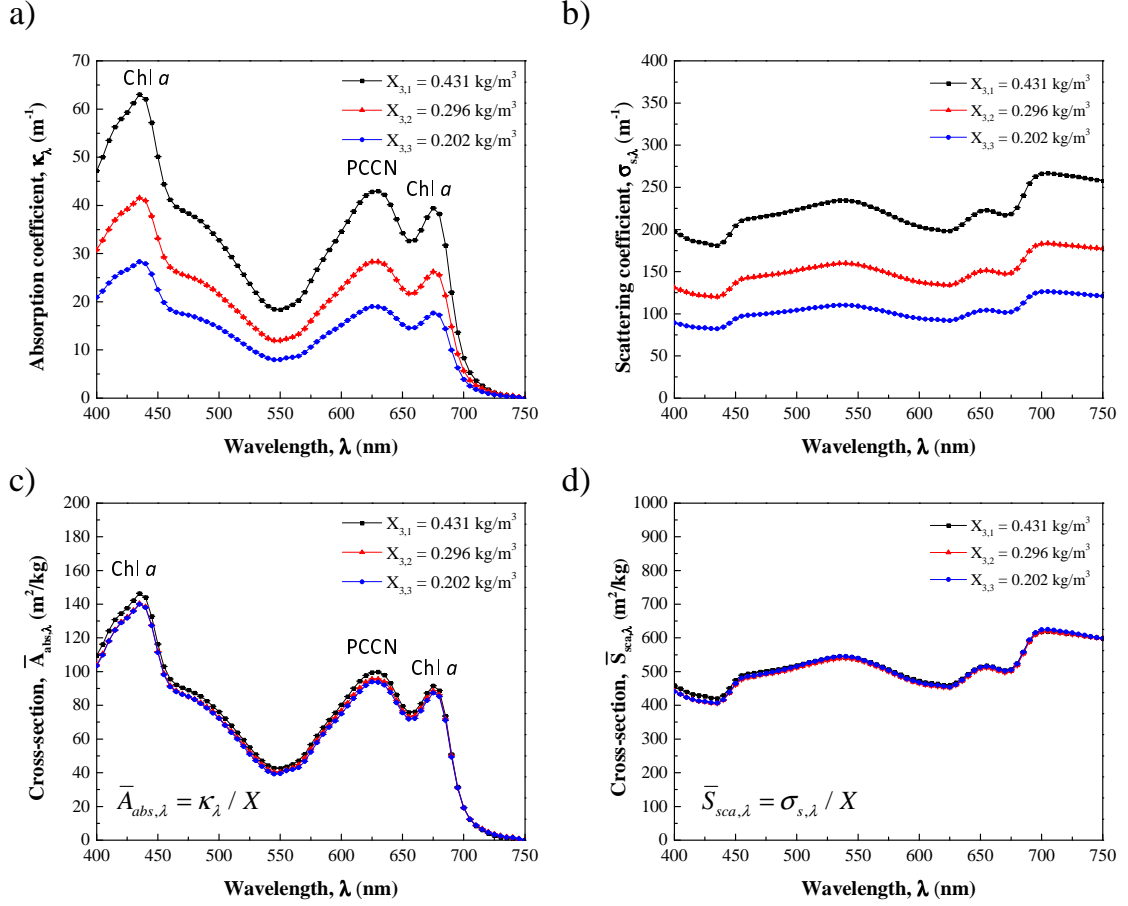 a)
70
60
50
40
30
20
10
0
400 450 500 550 600 650 700 750
Absorption coefficient, κλ (m⁻¹)
Wavelength, λ (nm)
Chl a
PCCN
Chl a
X3,1 = 0.431 kg/m³
X3,2 = 0.296 kg/m³
X3,3 = 0.202 kg/m³
b)
400
350
300
250
200
150
100
50
0
400 450 500 550 600 650 700 750
Scattering coefficient, σs,λ (m⁻¹)
Wavelength, λ (nm)
X3,1 = 0.431 kg/m³
X3,2 = 0.296 kg/m³
X3,3 = 0.202 kg/m³
c)
200
180
160
140
120
100
80
60
40
20
0
400 450 500 550 600 650 700 750
Cross-section, A̅abs,λ (m²/kg)
Wavelength, λ (nm)
Chl a
PCCN
Chl a
X3,1 = 0.431 kg/m³
X3,2 = 0.296 kg/m³
X3,3 = 0.202 kg/m³
A̅abs,λ = κλ / X
d)
1000
900
800
700
600
500
400
300
200
100
0
400 450 500 550 600 650 700 750
Cross-section, S̅sca,λ (m²/kg)
Wavelength, λ (nm)
X3,1 = 0.431 kg/m³
X3,2 = 0.296 kg/m³
X3,3 = 0.202 kg/m³
S̅sca,λ = σs,λ / X